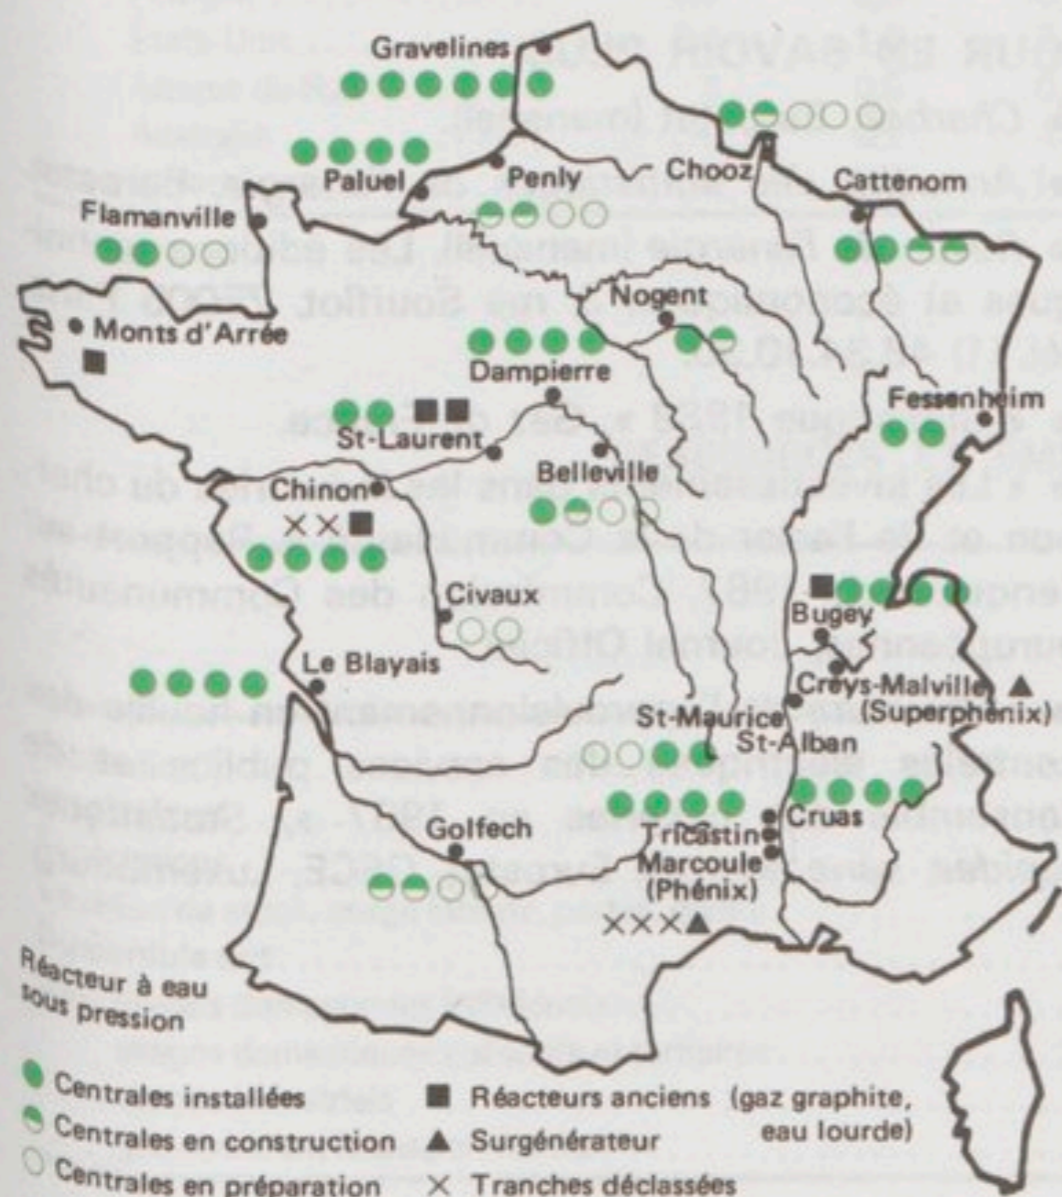 Gravelines
Chooz
Paluel
Penly
Cattenom
Flamanville
Nogent
Monts d'Arrée
Dampierre
Fessenheim
St-Laurent
Belleville
Chinon
Civaux
Bugey
Le Blayais
Creys-Malville
(Superphénix)
St-Maurice
St-Alban
Golfech
Cruas
Tricastin
Marcoule
(Phénix)
Réacteur à eau
sous pression
Centrales installées
Centrales en construction
Centrales en préparation
Réacteurs anciens (gaz graphite,
eau lourde)
Surgénérateur
Tranches déclassées